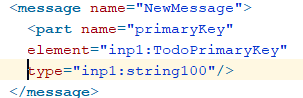 <message name="NewMessage">
<part name="primaryKey"
element="inp1:TodoPrimaryKey"
type="inp1:string100"/>
</message>